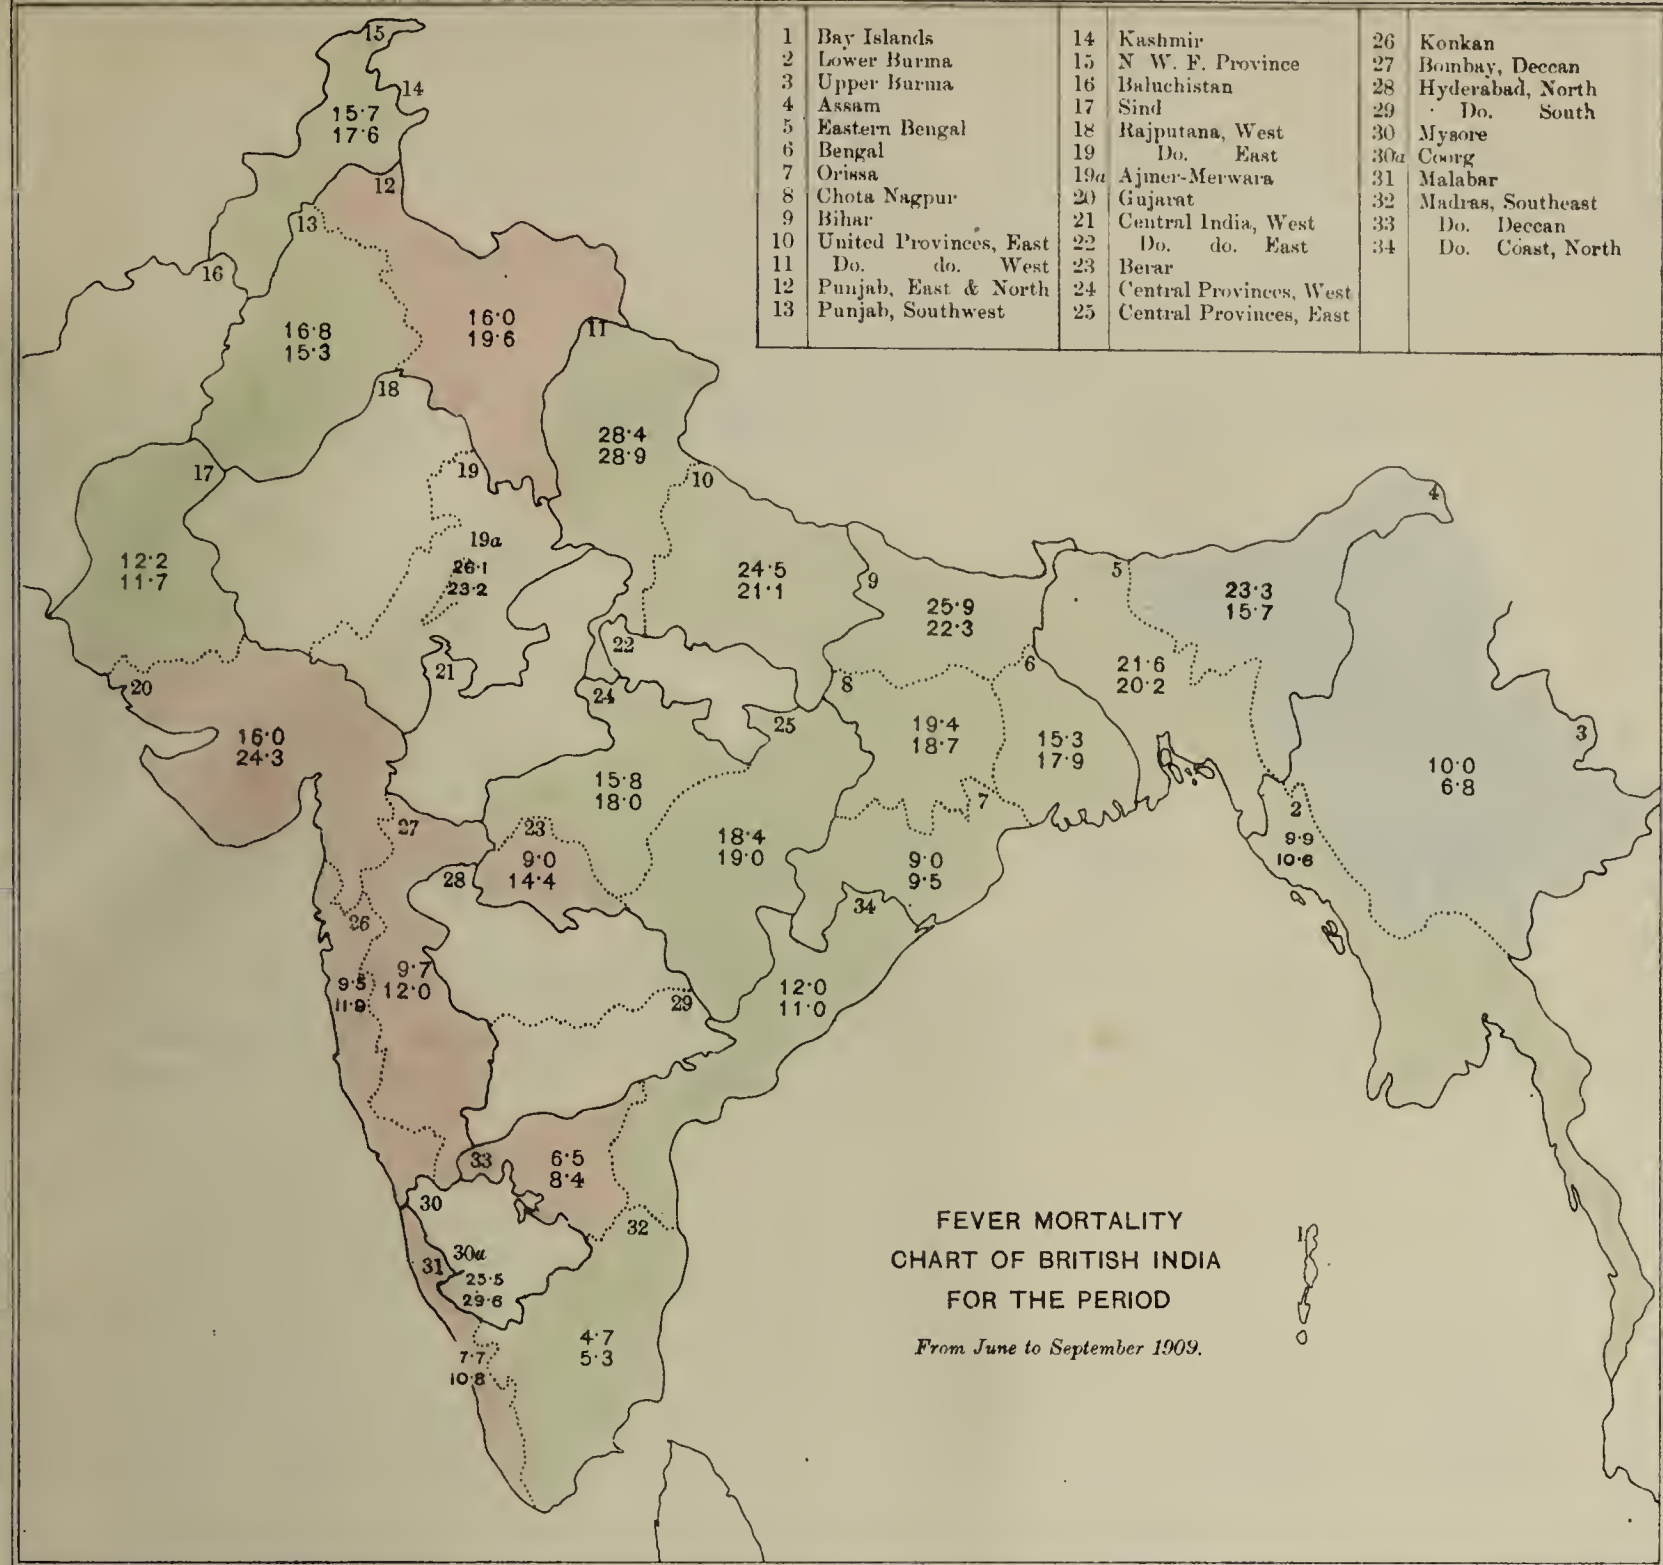 1 Bay Islands
2 Lower Burma
3 Upper Burma
4 Assam
5 Eastern Bengal
6 Bengal
7 Orissa
8 Chota Nagpur
9 Bihar
10 United Provinces, East
11 Do. do. West
12 Punjab, East & North
13 Punjab, Southwest
14 Kashmir
15 N W. F. Province
16 Baluchistan
17 Sind
18 Rajputana, West
19 Do. East
19a Ajmer-Merwara
20 Gujarat
21 Central India, West
22 Do. do. East
23 Berar
24 Central Provinces, West
25 Central Provinces, East
26 Konkan
27 Bombay, Deccan
28 Hyderabad, North
29 Do. South
30 Mysore
30a Coorg
31 Malabar
32 Madras, Southeast
33 Do. Deccan
34 Do. Coast, North
15
14
15·7
17·6
12
13
16
16·8
15·3
16·0
19·6
11
18
28·4
28·9
17
19
10
4
19a
26·1
23·2
12·2
11·7
24·5
21·1
9
5
23·3
15·7
25·9
22·3
22
21
20
24
8
6
21·6
20·2
25
3
16·0
24·3
19·4
18·7
15·3
17·9
10·0
6·8
15·8
18·0
7
2
27
23
18·4
19·0
9·9
10·6
9·0
14·4
9·0
9·5
28
34
26
9·7
12·0
9·5
11·9
29
12·0
11·0
33
6·5
8·4
30
32
31
30a
25·5
29·6
4·7
5·3
7·7
10·8
FEVER MORTALITY
CHART OF BRITISH INDIA
FOR THE PERIOD
From June to September 1909.
1